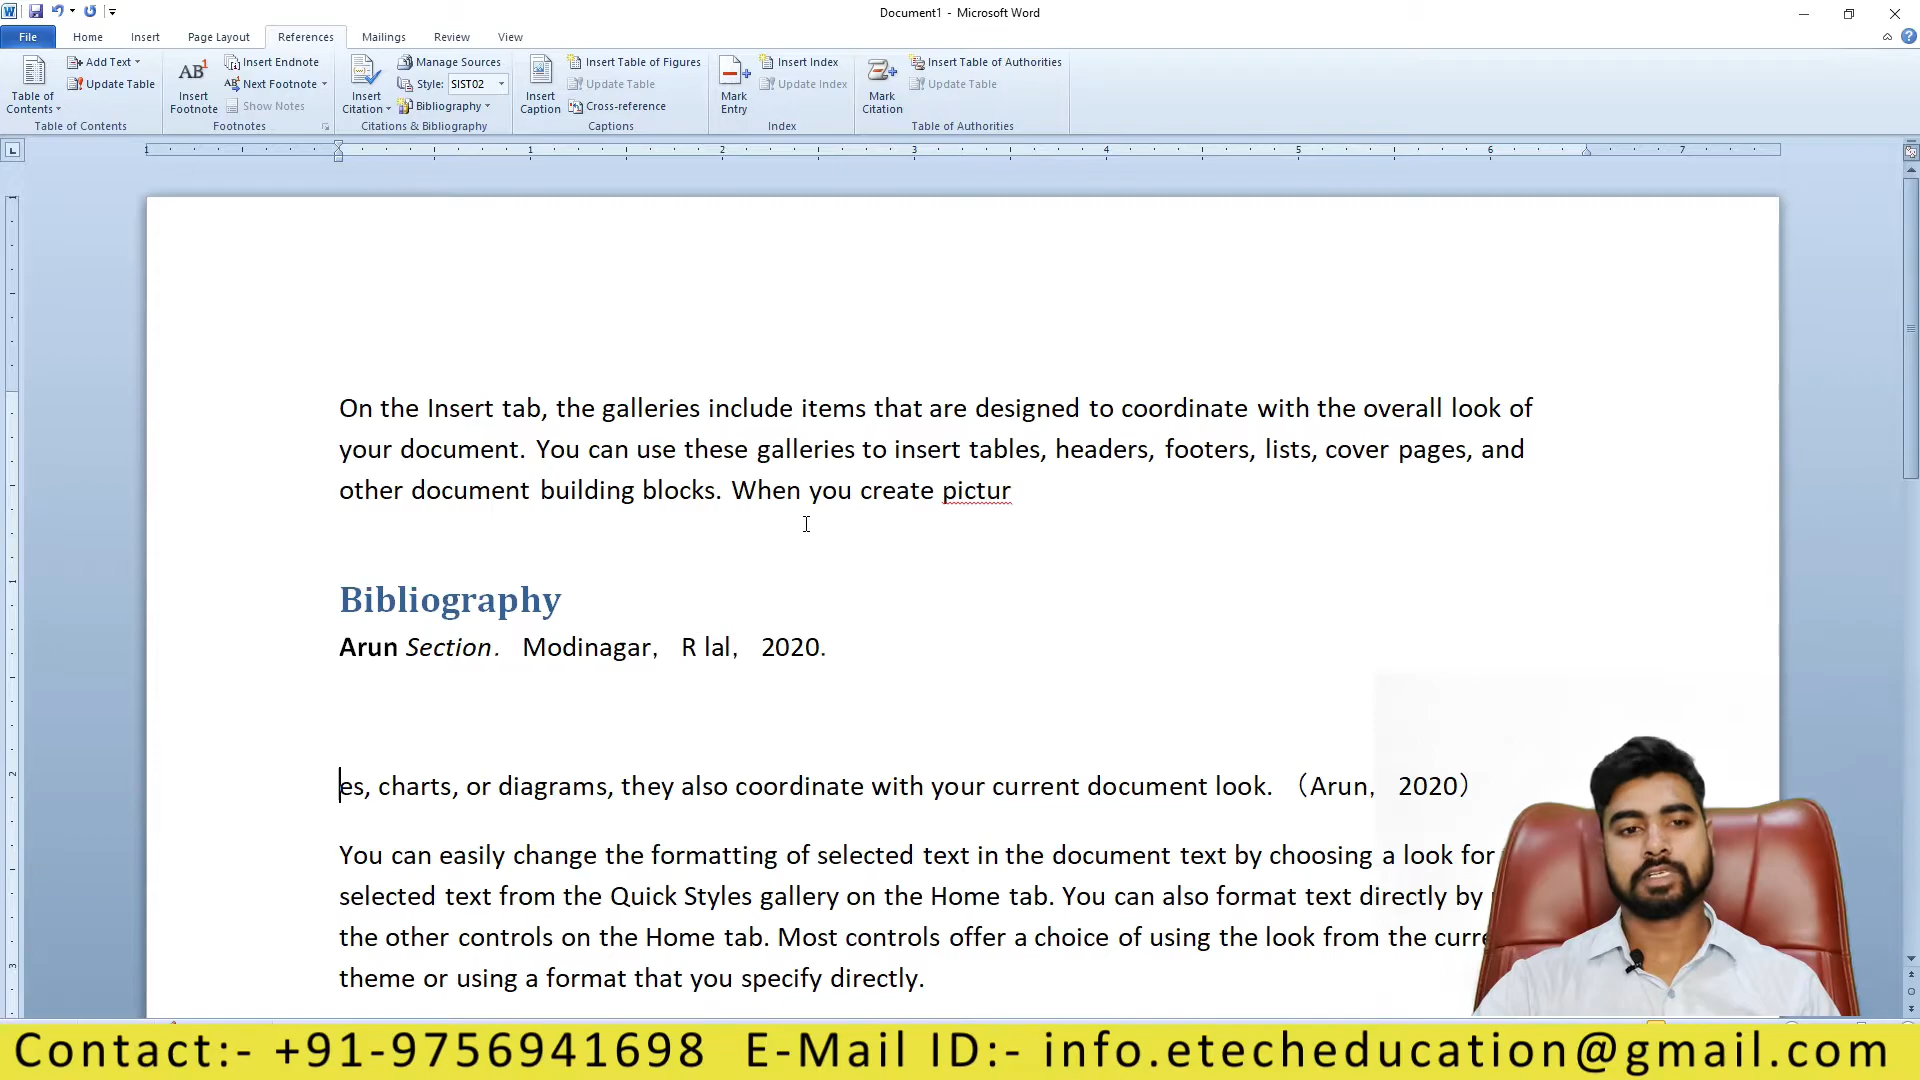 Document1 - Microsoft Word
File Home Insert Page Layout References Mailings Review View
Table of Contents
Add Text
Update Table
Table of Contents
AB1 Insert Footnote
Insert Endnote
Next Footnote
Show Notes
Footnotes
Insert Citation
Manage Sources
Style: SIST02
Bibliography
Citations & Bibliography
Insert Caption
Insert Table of Figures
Update Table
Cross-reference
Captions
Mark Entry
Insert Index
Update Index
Index
Mark Citation
Insert Table of Authorities
Update Table
Table of Authorities
1 1 2 3 4 5 6 7
On the Insert tab, the galleries include items that are designed to coordinate with the overall look of
your document. You can use these galleries to insert tables, headers, footers, lists, cover pages, and
other document building blocks. When you create pictur
Bibliography
Arun Section. Modinagar, R lal, 2020.
es, charts, or diagrams, they also coordinate with your current document look. （Arun, 2020）
You can easily change the formatting of selected text in the document text by choosing a look for
selected text from the Quick Styles gallery on the Home tab. You can also format text directly by
the other controls on the Home tab. Most controls offer a choice of using the look from the curre
theme or using a format that you specify directly.
Contact:- +91-9756941698 E-Mail ID:- info.etecheducation@gmail.com